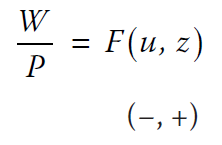 W/P = F(u, z)
(−, +)